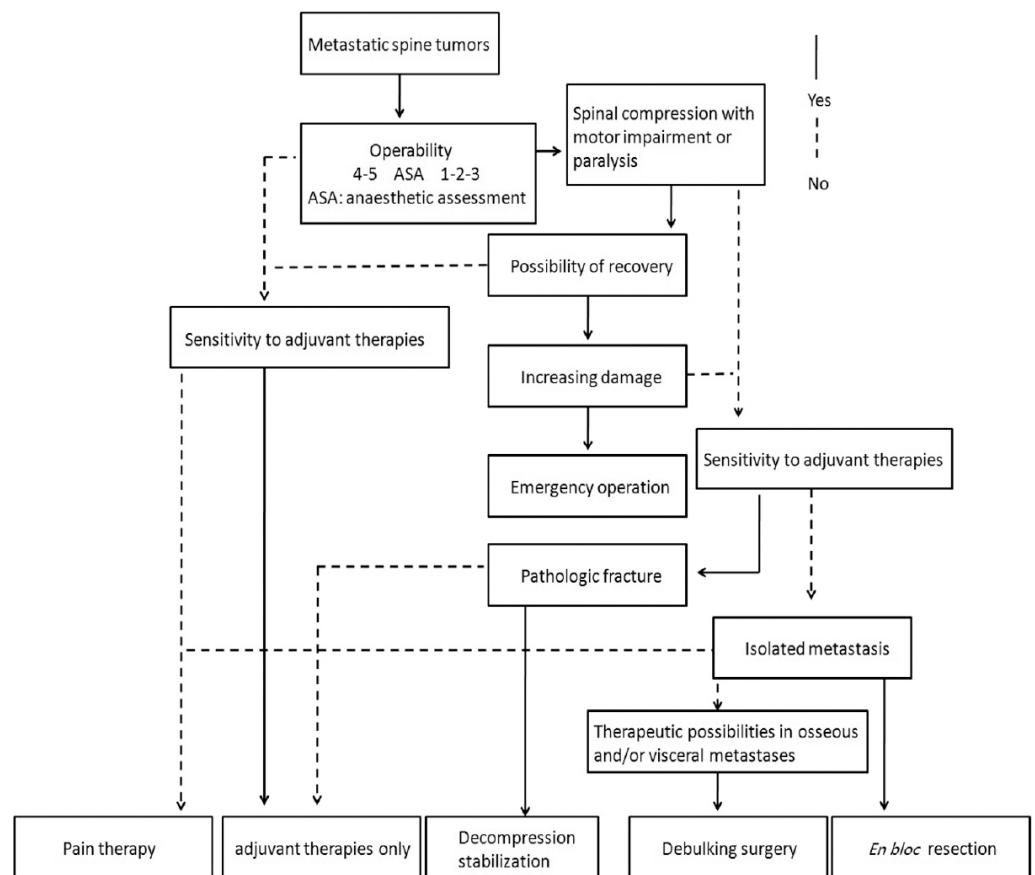 Metastatic spine tumors
Yes
No
Spinal compression with
motor impairment or
paralysis
Operability
4-5 ASA 1-2-3
ASA: anaesthetic assessment
Possibility of recovery
Sensitivity to adjuvant therapies
Increasing damage
Sensitivity to adjuvant therapies
Emergency operation
Pathologic fracture
Isolated metastasis
Therapeutic possibilities in osseous
and/or visceral metastases
Pain therapy
adjuvant therapies only
Decompression
stabilization
Debulking surgery
En bloc resection